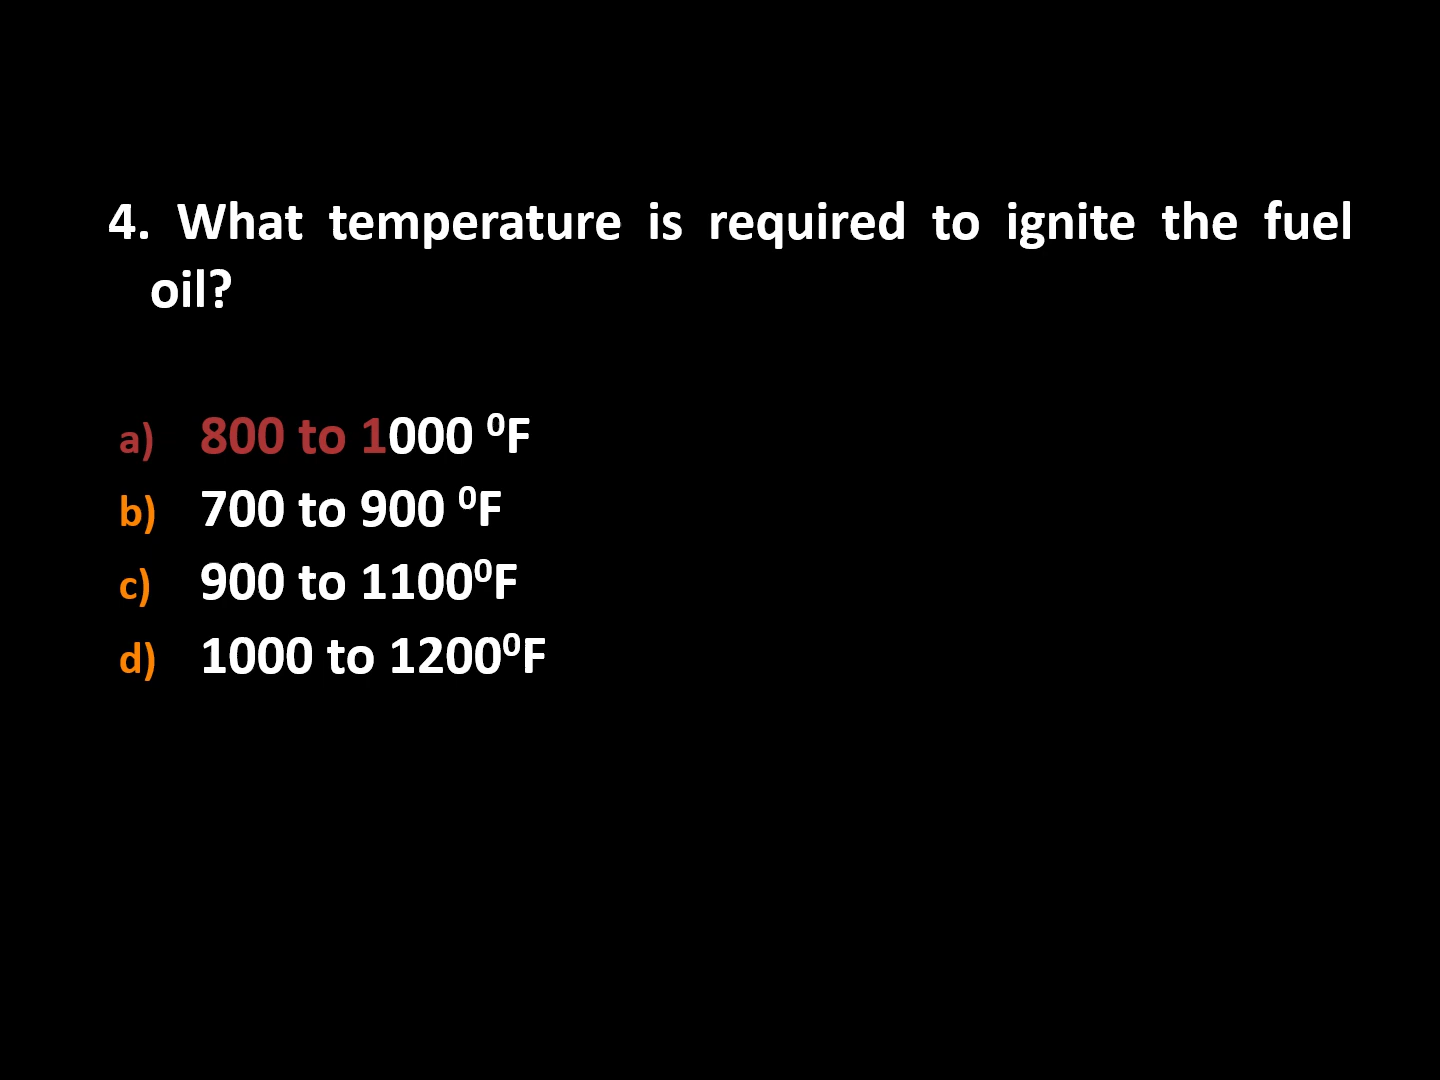 4. What temperature is required to ignite the fuel
oil?
a) 800 to 1000 ⁰F
b) 700 to 900 ⁰F
c) 900 to 1100⁰F
d) 1000 to 1200⁰F